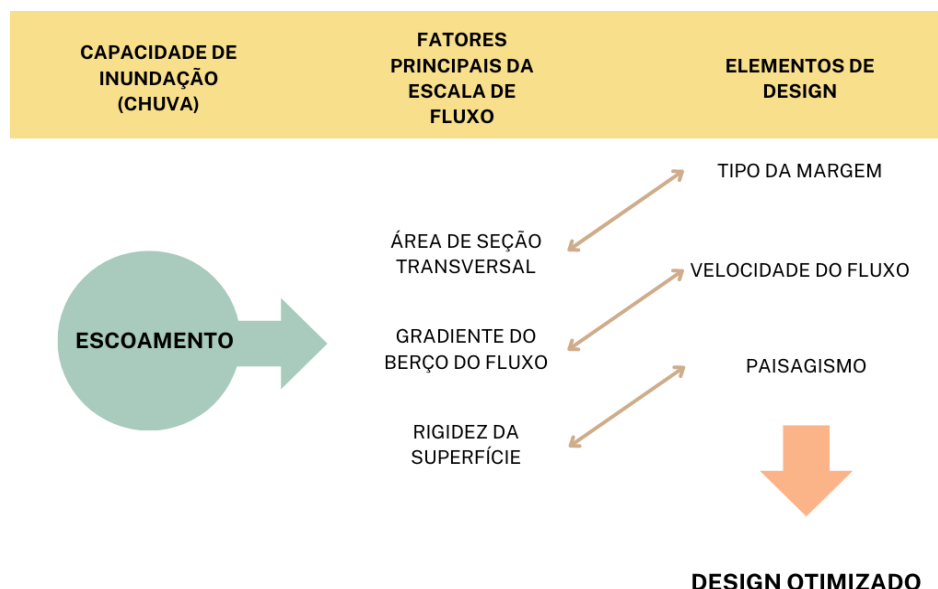 CAPACIDADE DE
INUNDAÇÃO
(CHUVA)
FATORES
PRINCIPAIS DA
ESCALA DE
FLUXO
ELEMENTOS DE
DESIGN
ESCOAMENTO
ÁREA DE SEÇÃO
TRANSVERSAL
GRADIENTE DO
BERÇO DO FLUXO
RIGIDEZ DA
SUPERFÍCIE
TIPO DA MARGEM
VELOCIDADE DO FLUXO
PAISAGISMO
DESIGN OTIMIZADO